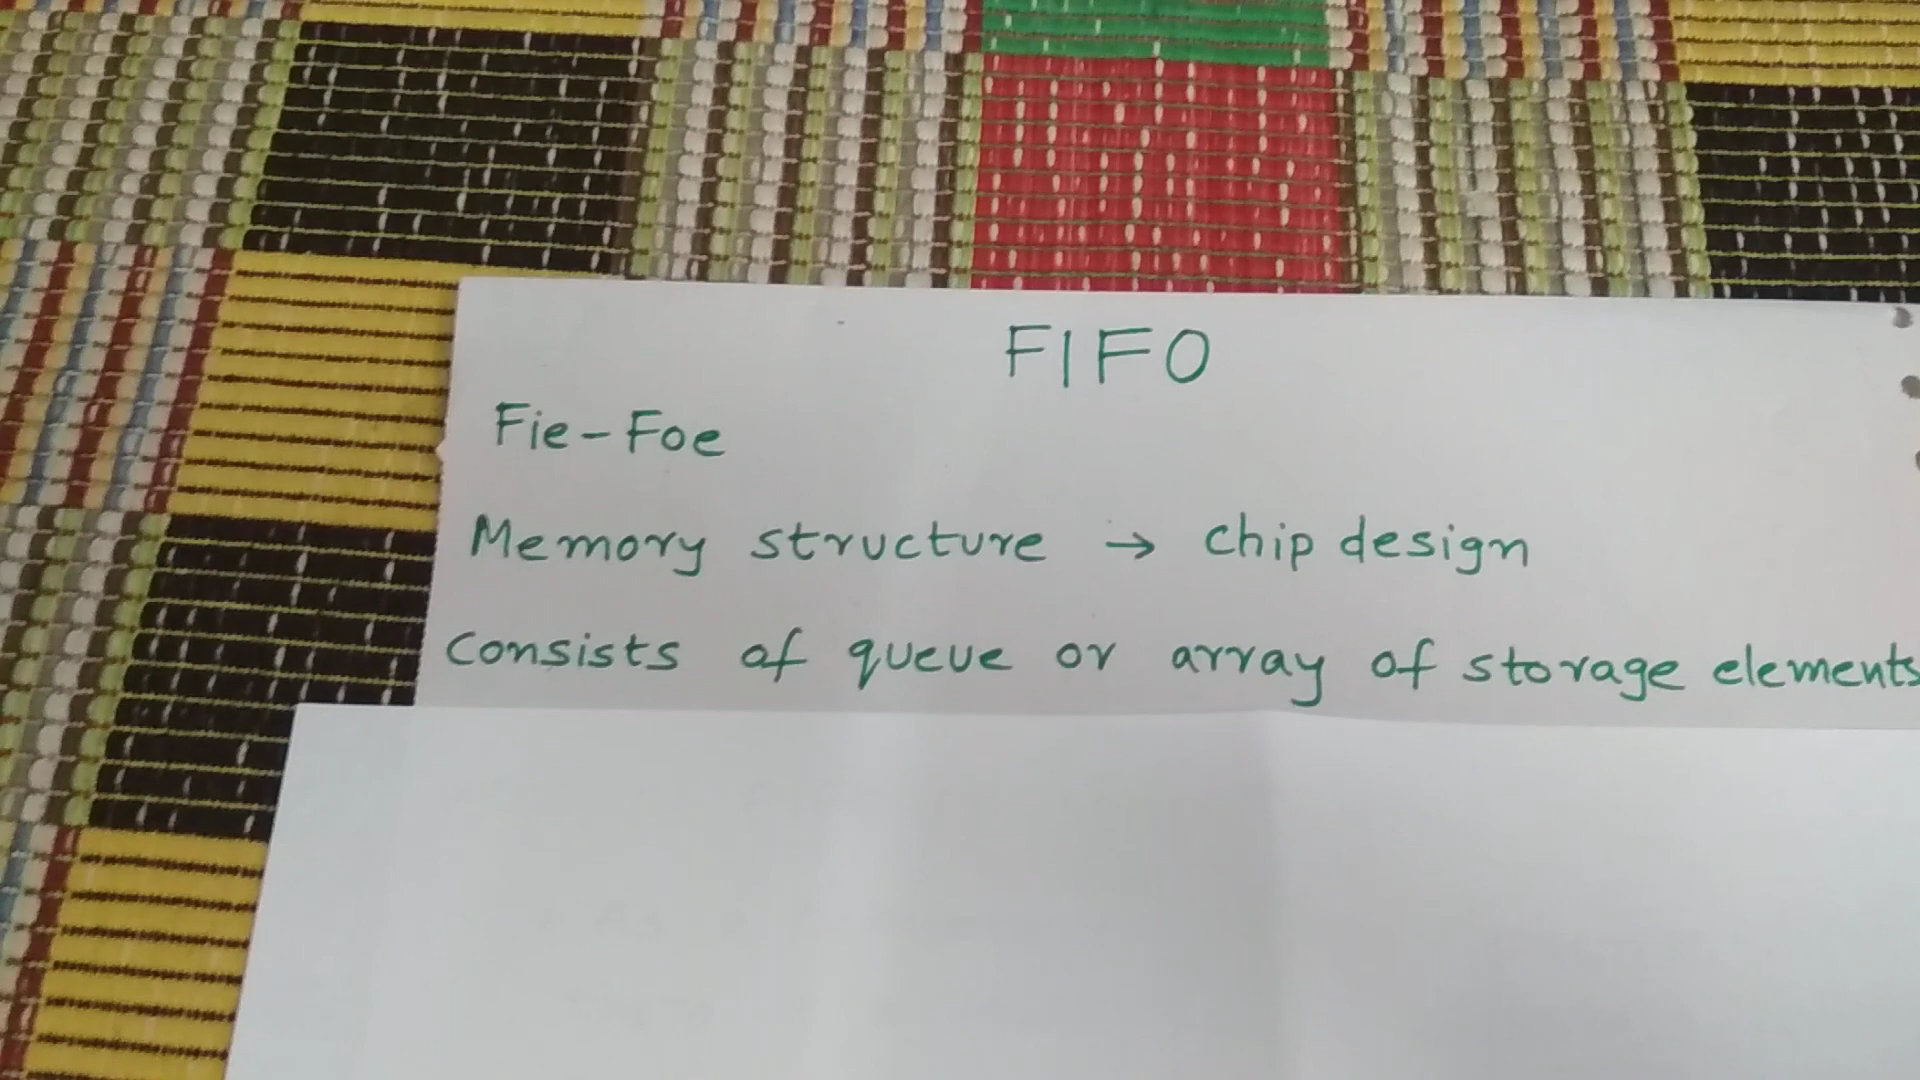 FIFO
Fie-Foe
Memory structure → chip design
consists of queue or array of storage elements